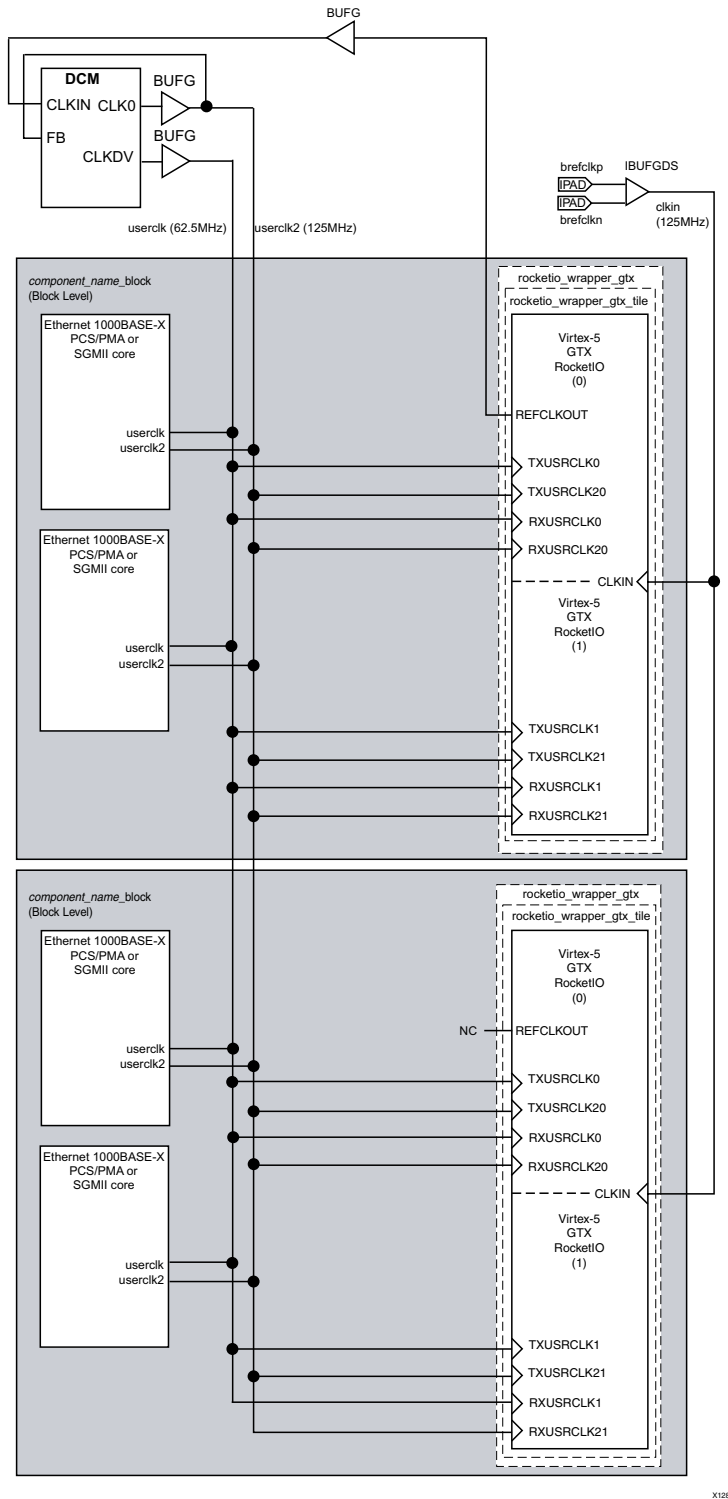 BUFG
DCM
CLKIN CLK0
FB
CLKDV
BUFG
BUFG
userclk (62.5MHz)
userclk2 (125MHz)
brefclkp
IPAD
IPAD
brefclkn
IBUFGDS
clkin
(125MHz)
component_name_block
(Block Level)
Ethernet 1000BASE-X
PCS/PMA or
SGMII core
userclk
userclk2
Ethernet 1000BASE-X
PCS/PMA or
SGMII core
userclk
userclk2
rocketio_wrapper_gtx
rocketio_wrapper_gtx_tile
Virtex-5
GTX
RocketIO
(0)
REFCLKOUT
TXUSRCLK0
TXUSRCLK20
RXUSRCLK0
RXUSRCLK20
CLKIN
Virtex-5
GTX
RocketIO
(1)
TXUSRCLK1
TXUSRCLK21
RXUSRCLK1
RXUSRCLK21
component_name_block
(Block Level)
Ethernet 1000BASE-X
PCS/PMA or
SGMII core
userclk
userclk2
Ethernet 1000BASE-X
PCS/PMA or
SGMII core
userclk
userclk2
rocketio_wrapper_gtx
rocketio_wrapper_gtx_tile
Virtex-5
GTX
RocketIO
(0)
NC
REFCLKOUT
TXUSRCLK0
TXUSRCLK20
RXUSRCLK0
RXUSRCLK20
CLKIN
Virtex-5
GTX
RocketIO
(1)
TXUSRCLK1
TXUSRCLK21
RXUSRCLK1
RXUSRCLK21